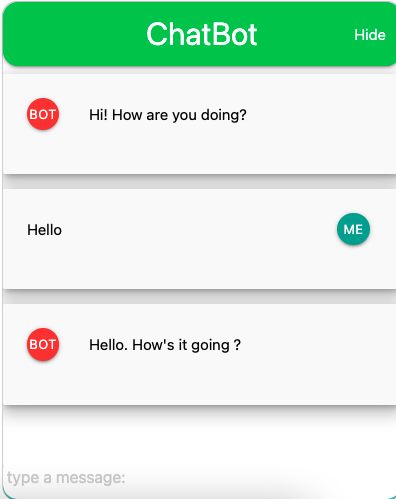 ChatBot
Hide
BOT
Hi! How are you doing?
Hello
ME
BOT
Hello. How's it going ?
type a message: